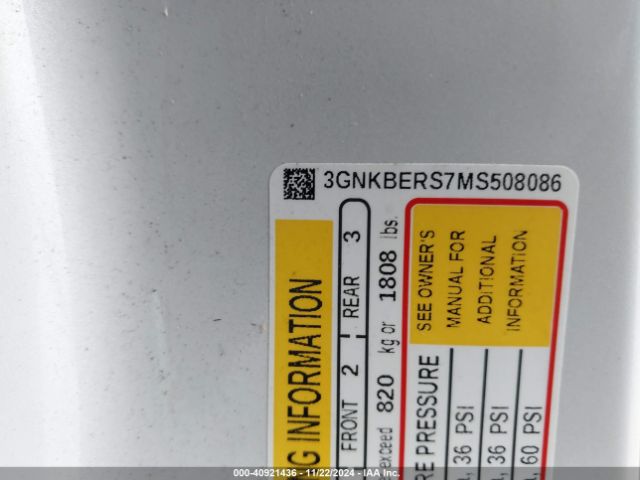 3GNKBERS7MS508086
G INFORMATION
FRONT 2 REAR 3
exceed 820 kg or 1808 lbs.
RE PRESSURE
SEE OWNER'S
MANUAL FOR
ADDITIONAL
INFORMATION
, 36 PSI
, 36 PSI
, 60 PSI
000-40921436 - 11/22/2024 - IAA Inc.